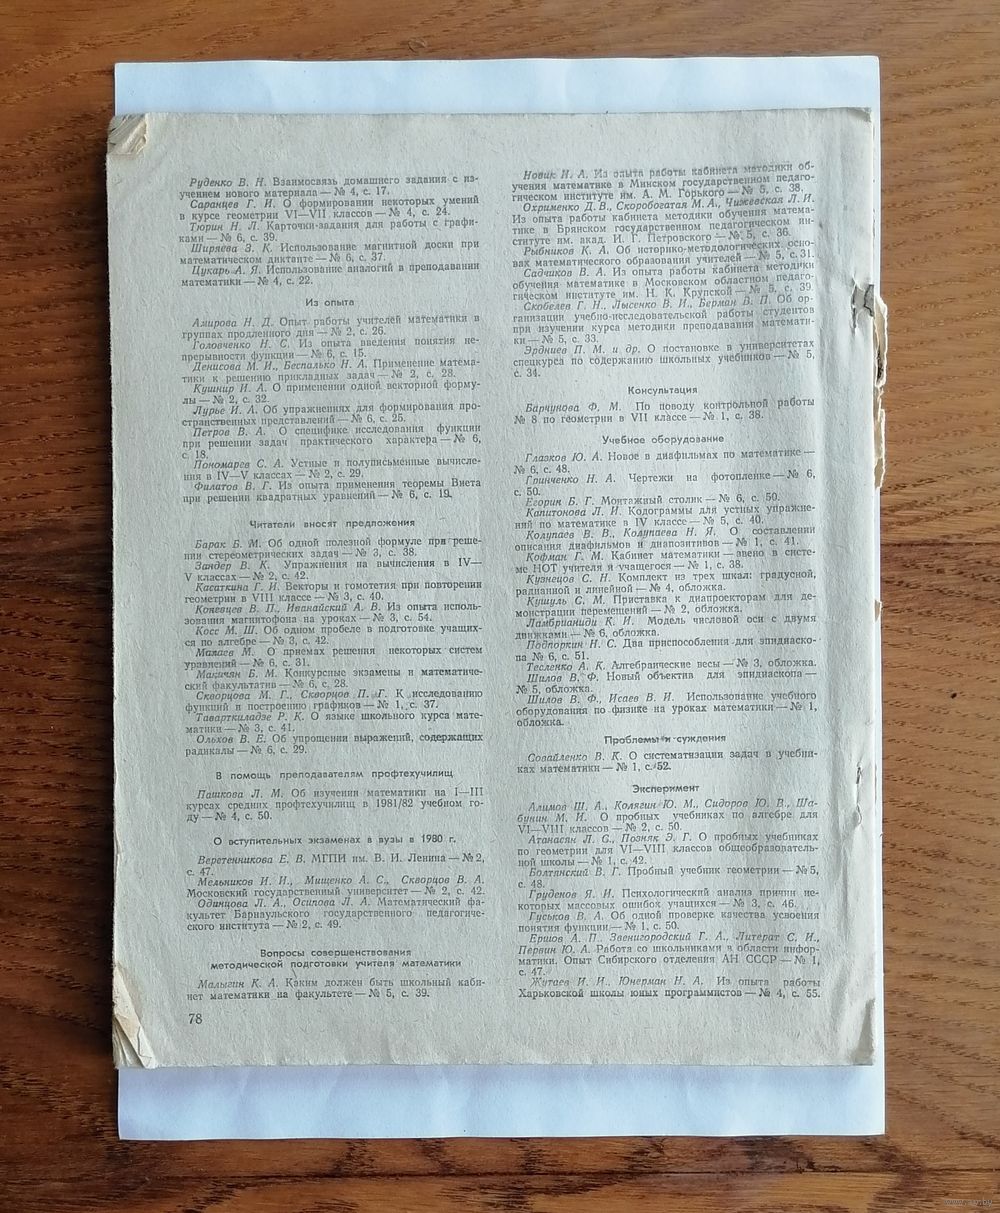 Руденко В. Н. Взаимосвязь домашнего задания с из-
учением нового материала — № 4, с. 17.
Саранцев Г. И. О формировании некоторых умений
в курсе геометрии VI—VII классов — № 4, с. 24.
Тюрин Н. Л. Карточки-задания для работы с графи-
ками — № 6, с. 39.
Ширяева З. К. Использование магнитной доски при
математическом диктанте — № 6, с. 37.
Цукарь А. Я. Использование аналогий в преподавании
математики — № 4, с. 22.
Из опыта
Амирова Н. Д. Опыт работы учителей математики в
группах продленного дня — № 2, с. 26.
Головченко Н. С. Из опыта введения понятия не-
прерывности функции — № 6, с. 15.
Денисова М. И., Беспалько Н. А. Применение матема-
тики к решению прикладных задач — № 2, с. 28.
Кушнир И. А. О применении одной векторной форму-
лы — № 2, с. 32.
Лурье И. А. Об упражнениях для формирования про-
странственных представлений — № 6, с. 25.
Петров В. А. О специфике исследования функции
при решении задач практического характера — № 6,
с. 18.
Пономарев С. А. Устные и полуписьменные вычисле-
ния в IV—V классах — № 2, с. 29.
Филатов В. Г. Из опыта применения теоремы Виета
при решении квадратных уравнений — № 6, с. 19.
Читатели вносят предложения
Барак Б. М. Об одной полезной формуле при реше-
нии стереометрических задач — № 3, с. 38.
Зандер В. К. Упражнения на вычисления в IV—
V классах — № 2, с. 42.
Касаткина Г. И. Векторы и гомотетия при повторении
геометрии в VIII классе — № 3, с. 40.
Коневцев В. П., Иванайский А. В. Из опыта исполь-
зования магнитофона на уроках — № 3, с. 54.
Косс М. Ш. Об одном пробеле в подготовке учащих-
ся по алгебре — № 3, с. 42.
Малаев М. О приемах решения некоторых систем
уравнений — № 6, с. 31.
Макичян Б. М. Конкурсные экзамены и математиче-
ский факультатив — № 6, с. 28.
Скворцова М. Г., Скворцов П. Г. К исследованию
функций и построению графиков — № 1, с. 37.
Таварткиладзе Р. К. О языке школьного курса мате-
матики — № 3, с. 41.
Ольхов В. Е. Об упрощении выражений, содержащих
радикалы — № 6, с. 29.
В помощь преподавателям профтехучилищ
Пашкова Л. М. Об изучении математики на I—III
курсах средних профтехучилищ в 1981/82 учебном го-
ду — № 4, с. 50.
О вступительных экзаменах в вузы в 1980 г.
Веретенникова Е. В. МГПИ им. В. И. Ленина — № 2,
с. 47.
Мельников И. И., Мищенко А. С., Скворцов В. А.
Московский государственный университет — № 2, с. 42.
Одинцова Л. А., Осипова Л. А. Математический фа-
культет Барнаульского государственного педагогиче-
ского института — № 2, с. 49.
Вопросы совершенствования
методической подготовки учителя математики
Малыгин К. А. Каким должен быть школьный каби-
нет математики на факультете — № 5, с. 39.
78
Новик И. А. Из опыта работы кабинета методики об-
учения математике в Минском государственном педаго-
гическом институте им. А. М. Горького — № 5, с. 38.
Охрименко Д. В., Скоробогатая М. А., Чижевская Л. И.
Из опыта работы кабинета методики обучения матема-
тике в Брянском государственном педагогическом ин-
ституте им. акад. И. Г. Петровского — № 5, с. 36.
Рыбников К. А. Об историко-методологических осно-
вах математического образования учителей — № 5, с. 31.
Садчиков В. А. Из опыта работы кабинета методики
обучения математике в Московском областном педаго-
гическом институте им. Н. К. Крупской — № 5, с. 39
Скобелев Г. Н., Лысенко В. И., Берман В. П. Об ор-
ганизации учебно-исследовательской работы студентов
при изучении курса методики преподавания математи-
ки — № 5, с. 33.
Эрдниев П. М. и др. О постановке в университетах
спецкурса по содержанию школьных учебников — № 5,
с. 34.
Консультация
Барчунова Ф. М. По поводу контрольной работы
№ 8 по геометрии в VII классе — № 1, с. 38.
Учебное оборудование
Глазков Ю. А. Новое в диафильмах по математике —
№ 6, с. 48.
Гринченко Н. А. Чертежи на фотопленке — № 6,
с. 50.
Егорин Б. Г. Монтажный столик — № 6, с. 50.
Капитонова Л. И. Кодограммы для устных упражне-
ний по математике в IV классе — № 5, с. 40.
Колупаев В. В., Колупаева Н. Я. О составлении
описания диафильмов и диапозитивов — № 1, с. 41.
Кофман Г. М. Кабинет математики — звено в систе-
ме НОТ учителя и учащегося — № 1, с. 38.
Кузнецов С. Н. Комплект из трех шкал: градусной,
радианной и линейной — № 4, обложка.
Кушуль С. М. Приставка к диапроекторам для де-
монстрации перемещений — № 2, обложка.
Ламбрианиди К. И. Модель числовой оси с двумя
движками — № 6, обложка.
Подпоркин Н. С. Два приспособления для эпидиаско-
па № 6, с. 51.
Тесленко А. К. Алгебраические весы — № 3, обложка.
Шилов В. Ф. Новый объектив для эпидиаскопа —
№ 5, обложка.
Шилов В. Ф., Исаев В. И. Использование учебного
оборудования по физике на уроках математики — № 1,
обложка.
Проблемы и суждения
Совайленко В. К. О систематизации задач в учебни-
ках математики — № 1, с. 52.
Эксперимент
Алимов Ш. А., Колягин Ю. М., Сидоров Ю. В., Ша-
бунин М. И. О пробных учебниках по алгебре для
VI—VIII классов — № 2, с. 50.
Атанасян Л. С., Позняк Э. Г. О пробных учебниках
по геометрии для VI—VIII классов общеобразователь-
ной школы — № 1, с. 42.
Болтянский В. Г. Пробный учебник геометрии — № 5,
с. 48.
Груденов Я. И. Психологический анализ причин не-
которых массовых ошибок учащихся — № 3, с. 46.
Гуськов В. А. Об одной проверке качества усвоения
понятия функции — № 1, с. 50.
Ершов А. П., Звенигородский Г. А., Литерат С. И.,
Первин Ю. А. Работа со школьниками в области инфор-
матики. Опыт Сибирского отделения АН СССР — № 1,
с. 47.
Жутаев И. И., Юнерман Н. А. Из опыта работы
Харьковской школы юных программистов — № 4, с. 55.
www.ay.by